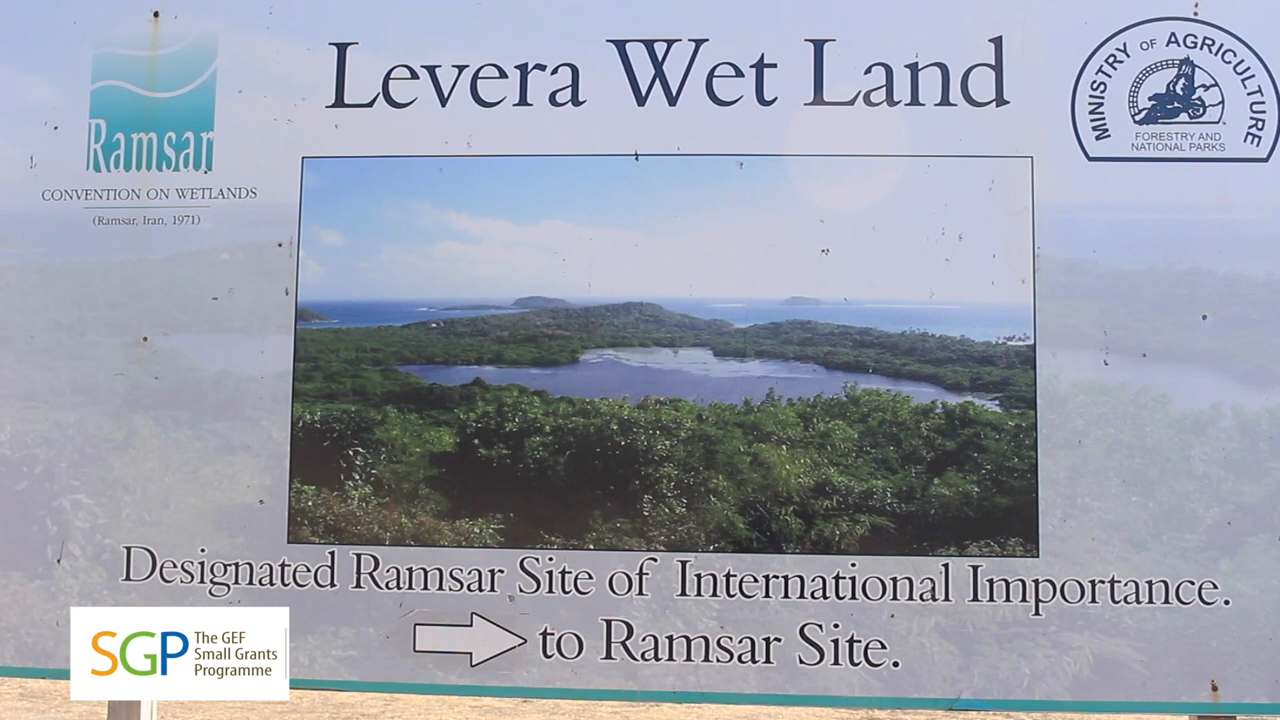 Levera Wet Land
Ramsar
CONVENTION ON WETLANDS
(Ramsar, Iran, 1971)
MINISTRY OF AGRICULTURE
FORESTRY AND
NATIONAL PARKS
Designated Ramsar Site of International Importance.
to Ramsar Site.
SGP
The GEF
Small Grants
Programme